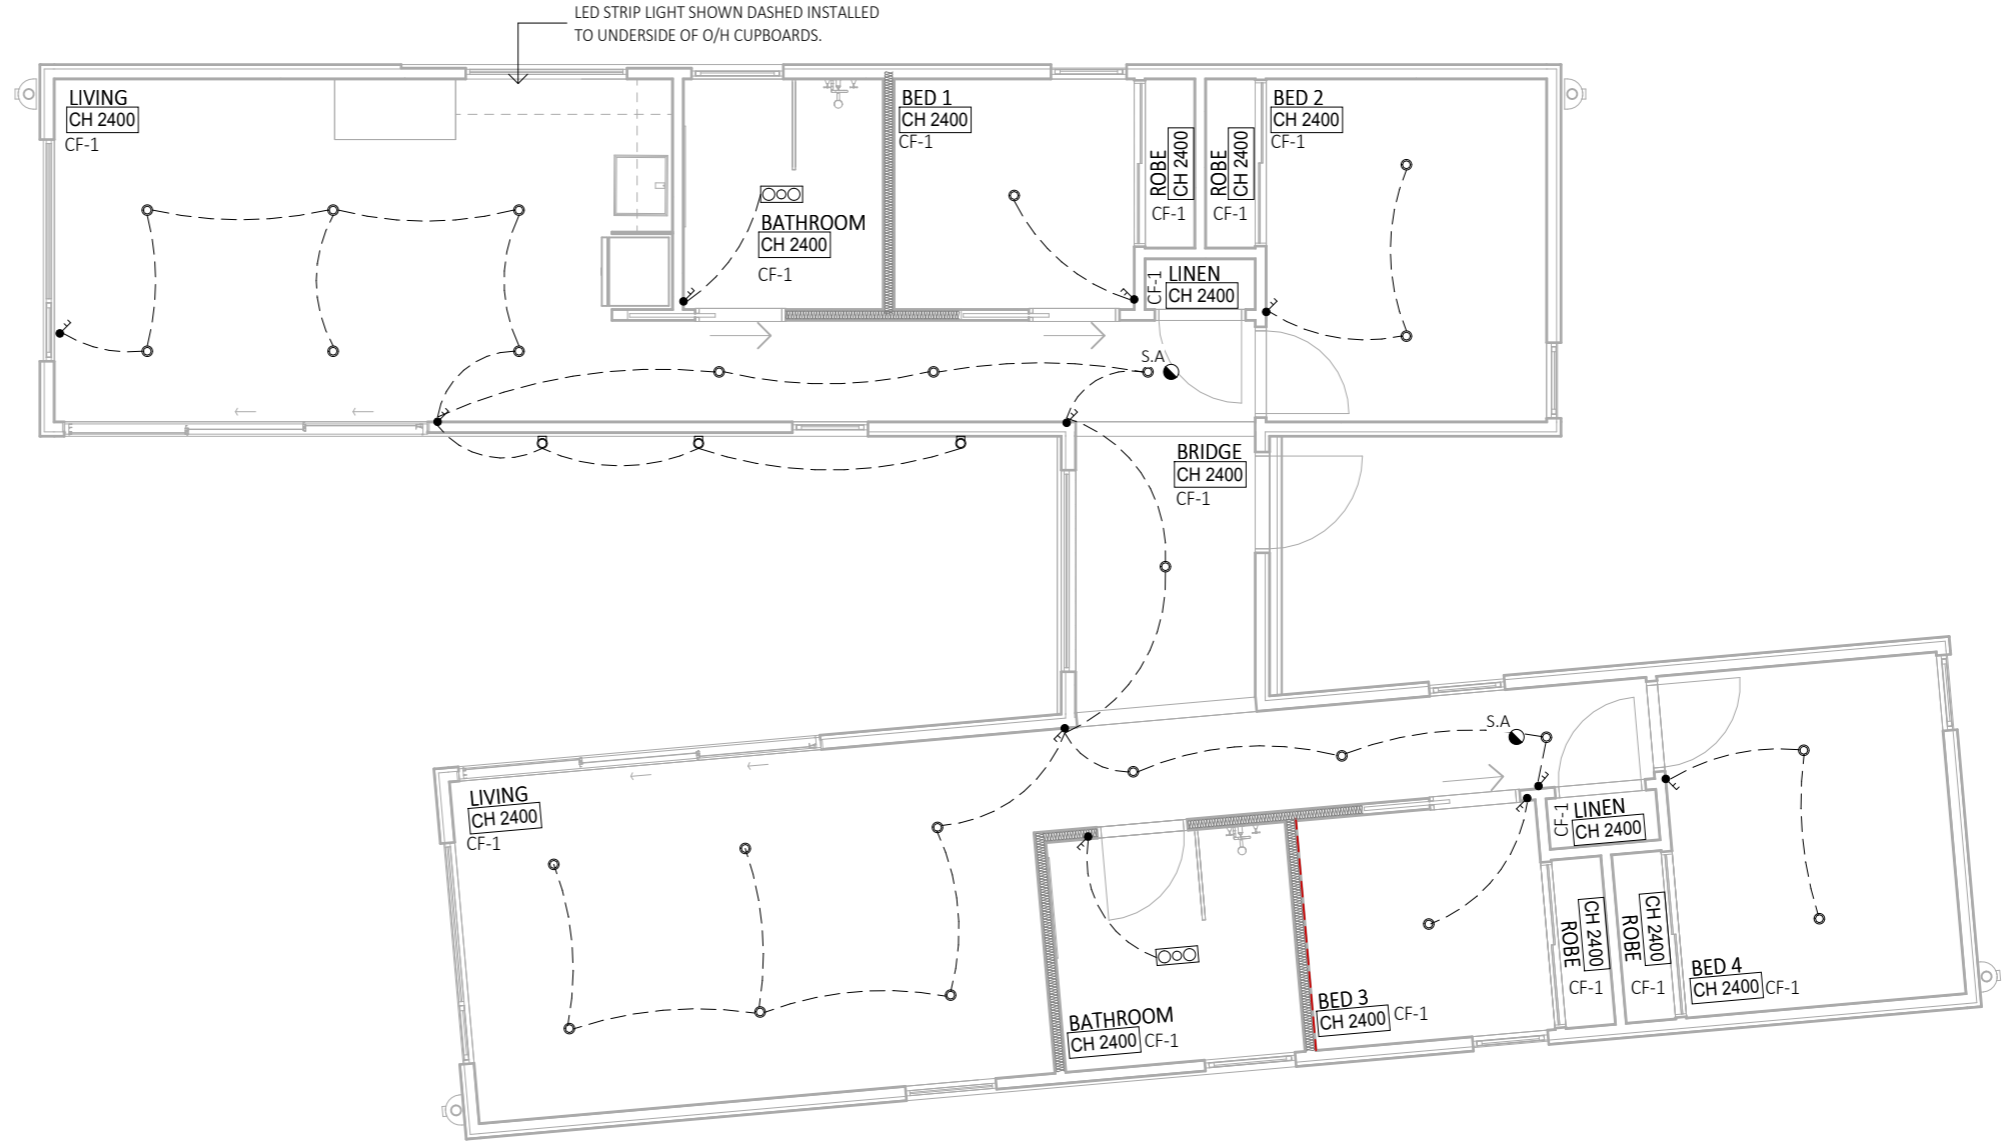 LED STRIP LIGHT SHOWN DASHED INSTALLED
TO UNDERSIDE OF O/H CUPBOARDS.
LIVING
CH 2400
CF-1
BATHROOM
CH 2400
CF-1
BED 1
CH 2400
CF-1
ROBE
CH 2400
CF-1
ROBE
CH 2400
CF-1
BED 2
CH 2400
CF-1
LINEN
CH 2400
CF-1
S.A
BRIDGE
CH 2400
CF-1
S.A
LIVING
CH 2400
CF-1
LINEN
CH 2400
CF-1
BATHROOM
CH 2400 CF-1
BED 3
CH 2400 CF-1
ROBE
CH 2400
CF-1
ROBE
CH 2400
CF-1
BED 4
CH 2400 CF-1